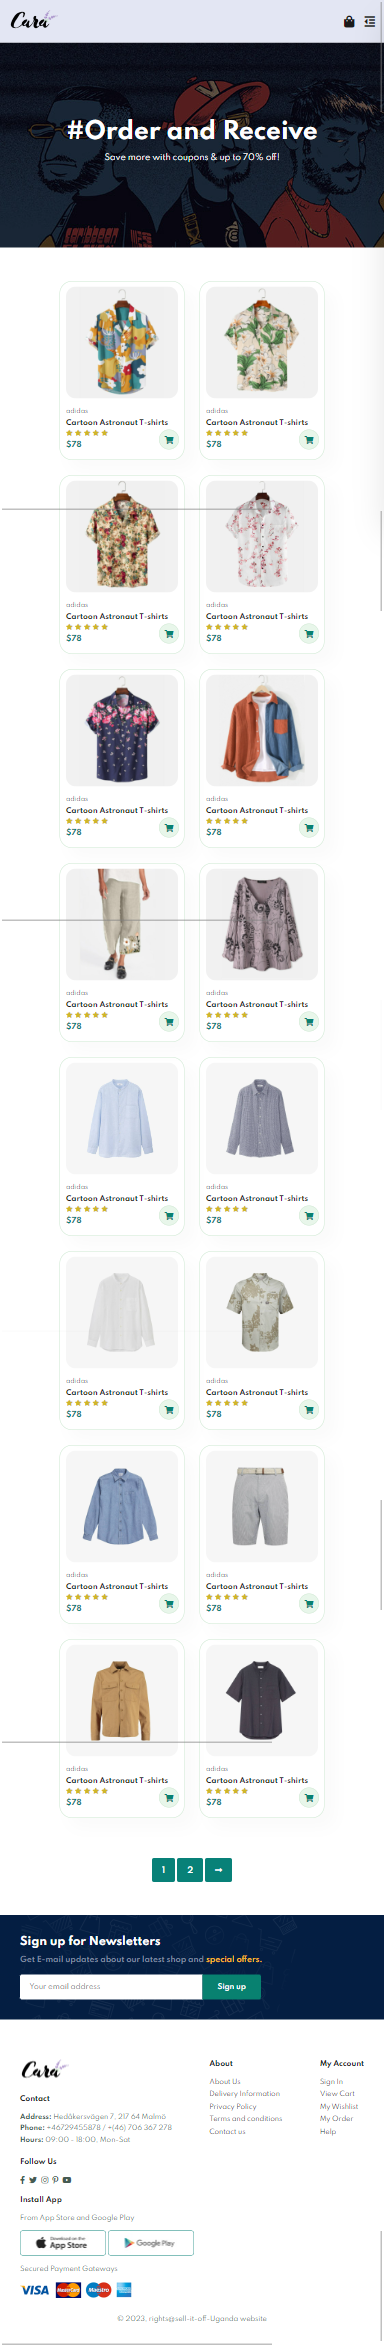 Cara
#Order and Receive
Save more with coupons & up to 70% off!
adidas
Cartoon Astronaut T-shirts
$78
adidas
Cartoon Astronaut T-shirts
$78
adidas
Cartoon Astronaut T-shirts
$78
adidas
Cartoon Astronaut T-shirts
$78
adidas
Cartoon Astronaut T-shirts
$78
adidas
Cartoon Astronaut T-shirts
$78
adidas
Cartoon Astronaut T-shirts
$78
adidas
Cartoon Astronaut T-shirts
$78
adidas
Cartoon Astronaut T-shirts
$78
adidas
Cartoon Astronaut T-shirts
$78
adidas
Cartoon Astronaut T-shirts
$78
adidas
Cartoon Astronaut T-shirts
$78
adidas
Cartoon Astronaut T-shirts
$78
adidas
Cartoon Astronaut T-shirts
$78
adidas
Cartoon Astronaut T-shirts
$78
adidas
Cartoon Astronaut T-shirts
$78
1 2
Sign up for Newsletters
Get E-mail updates about our latest shop and special offers.
Your email address
Sign up
Cara
Contact
Address: Hedåkersvägen 7, 217 64 Malmö
Phone: +46729455878 / +(46) 706 367 278
Hours: 09:00 - 18:00, Mon-Sat
Follow Us
Install App
From App Store and Google Play
Download on the
App Store
Google Play
Secured Payment Gateways
VISA MasterCard Maestro
About
About Us
Delivery Information
Privacy Policy
Terms and conditions
Contact us
My Account
Sign In
View Cart
My Wishlist
My Order
Help
© 2023, rights@sell-it-off-Uganda website